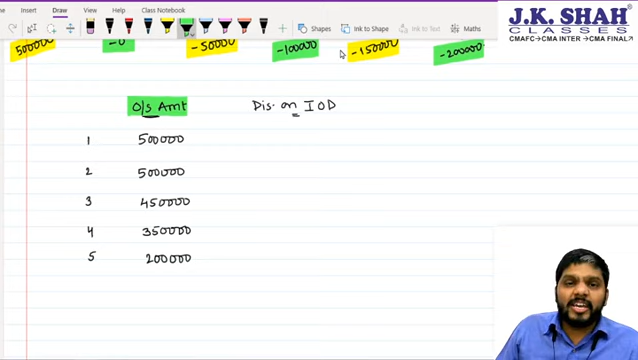 File Home Insert Draw View Class Notebook
Shapes Ink to Shape Ink to Text Maths
J.K. SHAH
CLASSES
CMAFC→CMA INTER→CMA FINAL
500000 -0 -50000 -100000 -150000 -200000
O/s Amt Dis. on IOD
1 500000
2 500000
3 450000
4 350000
5 200000